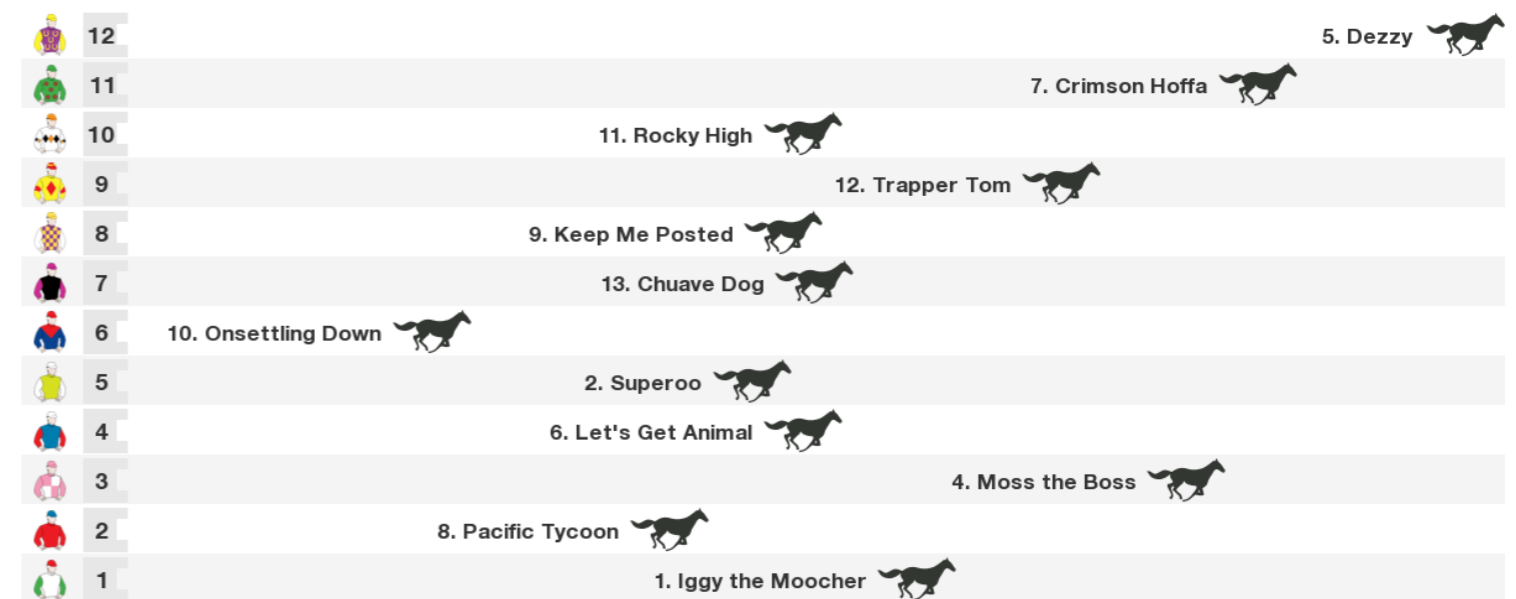 12 5. Dezzy
11 7. Crimson Hoffa
10 11. Rocky High
9 12. Trapper Tom
8 9. Keep Me Posted
7 13. Chuave Dog
6 10. Onsettling Down
5 2. Superoo
4 6. Let's Get Animal
3 4. Moss the Boss
2 8. Pacific Tycoon
1 1. Iggy the Moocher